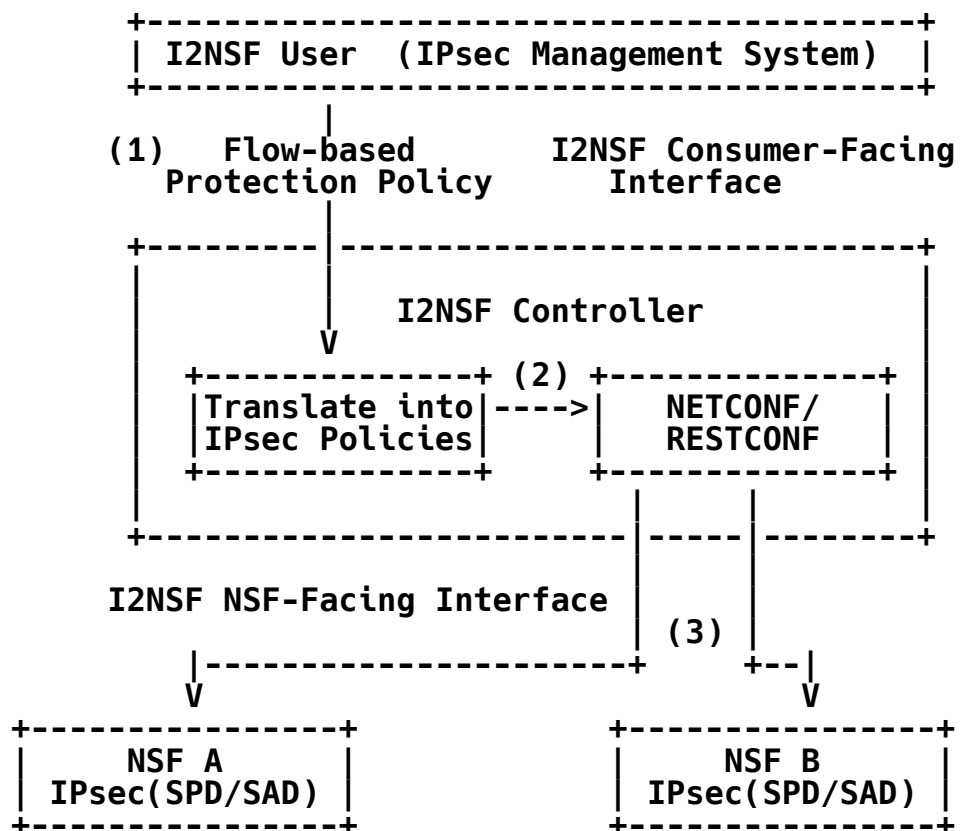 I2NSF User (IPsec Management System)
(1) Flow-based I2NSF Consumer-Facing
Protection Policy Interface
I2NSF Controller
V
(2)
Translate into ----> NETCONF/
IPsec Policies RESTCONF
I2NSF NSF-Facing Interface
(3)
V V
NSF A NSF B
IPsec(SPD/SAD) IPsec(SPD/SAD)